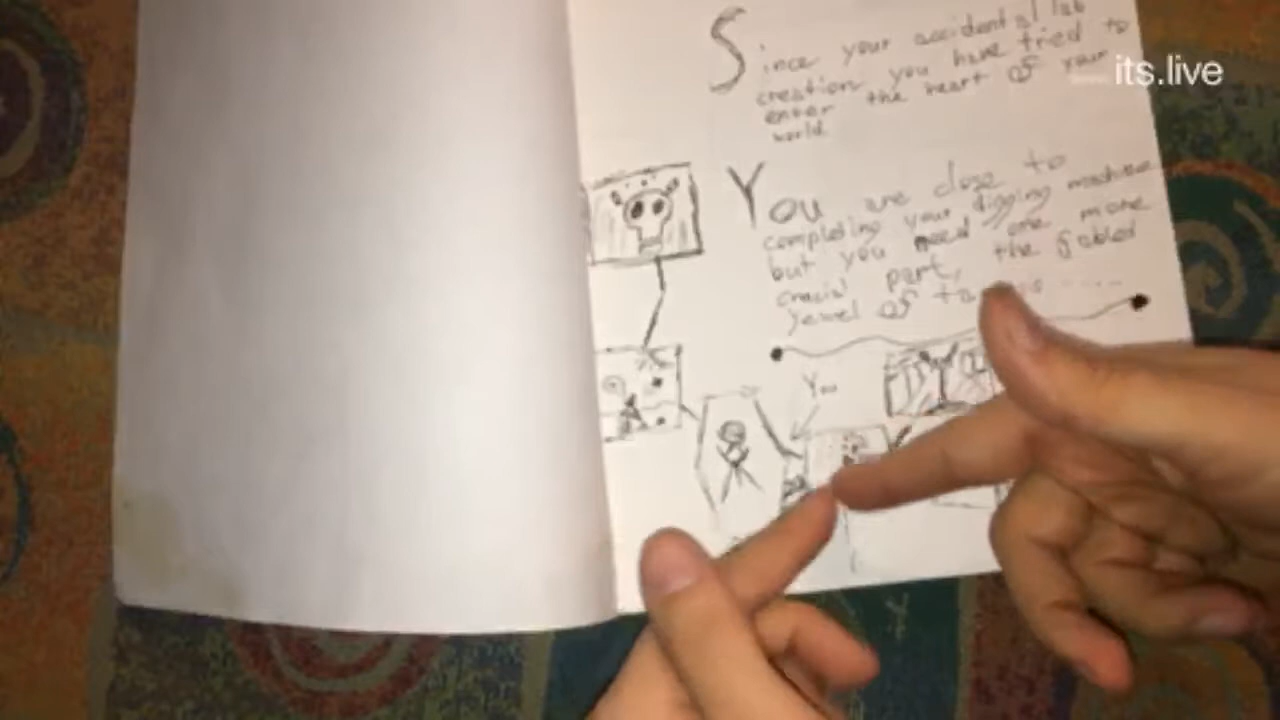 Since your accidental lab
creation you have tried to
enter the heart of your
world.
its.live
You are close to
completing your digging machine
but you need one more
crucial part, the fabled
jewel of
You